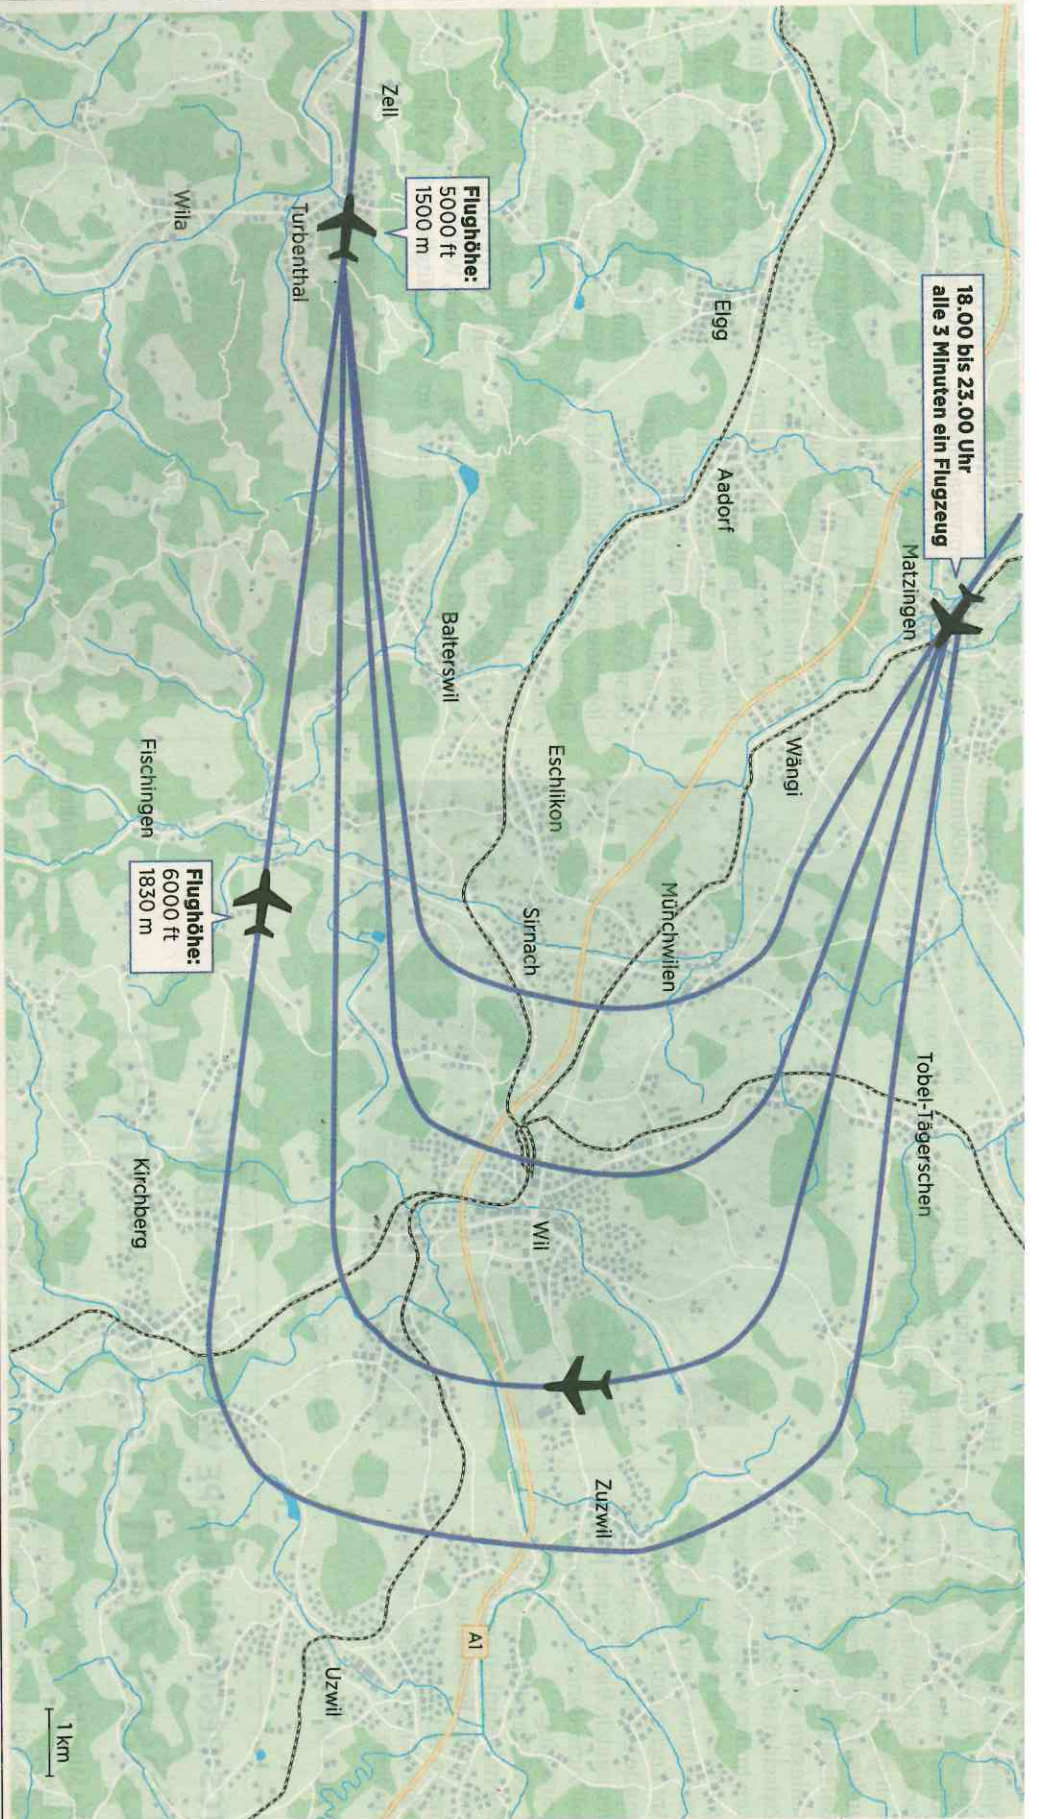 18.00 bis 23.00 Uhr
alle 3 Minuten ein Flugzeug
Matzingen
Tobel-Tägerschen
Wängi
Elgg
Aadorf
Münchwilen
Zuzwil
Eschlikon
Sirnach
Wil
Flughöhe:
5000 ft
1500 m
A1
Balterswil
Zell
Uzwil
Turbenthal
Wila
Flughöhe:
6000 ft
1830 m
Fischingen
Kirchberg
1 km